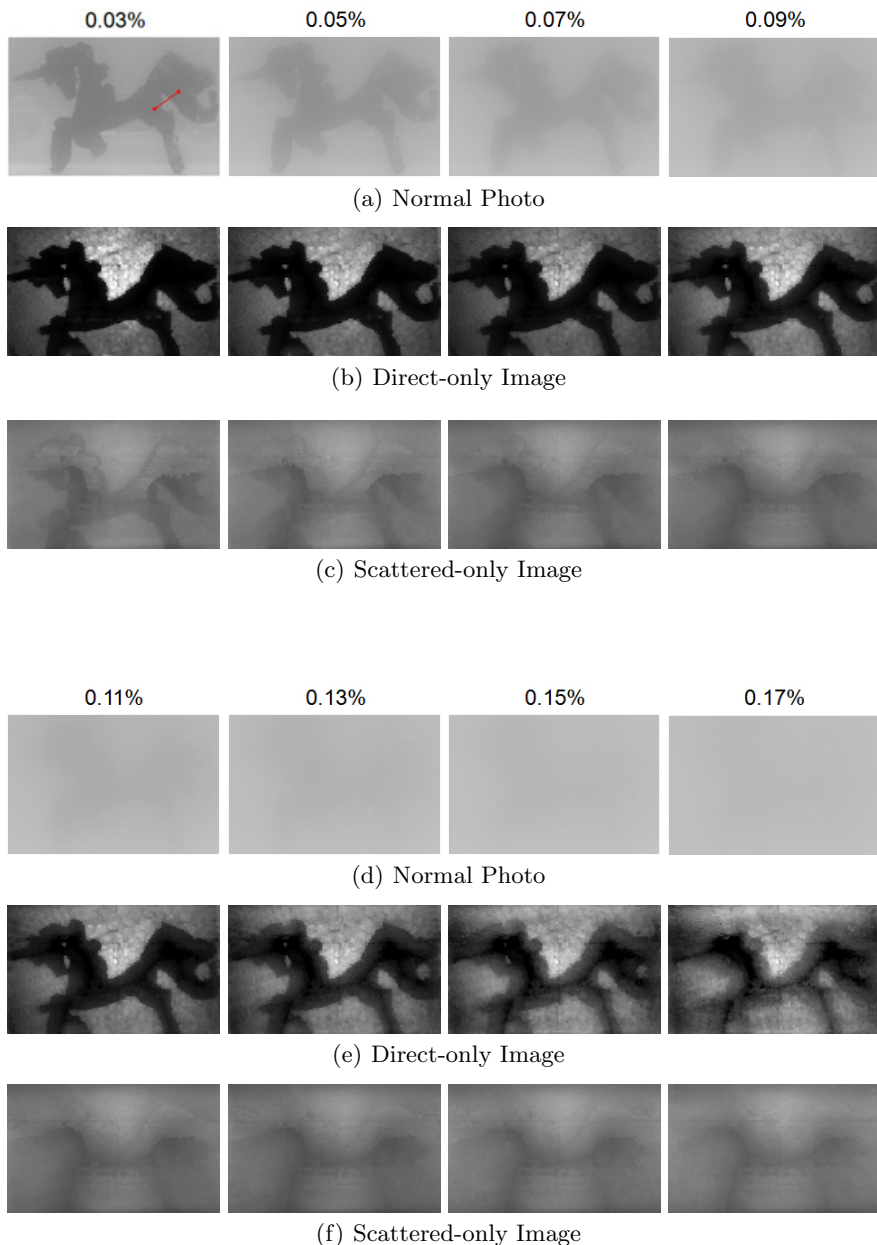 0.03% 0.05% 0.07% 0.09%
(a) Normal Photo
(b) Direct-only Image
(c) Scattered-only Image
0.11% 0.13% 0.15% 0.17%
(d) Normal Photo
(e) Direct-only Image
(f) Scattered-only Image